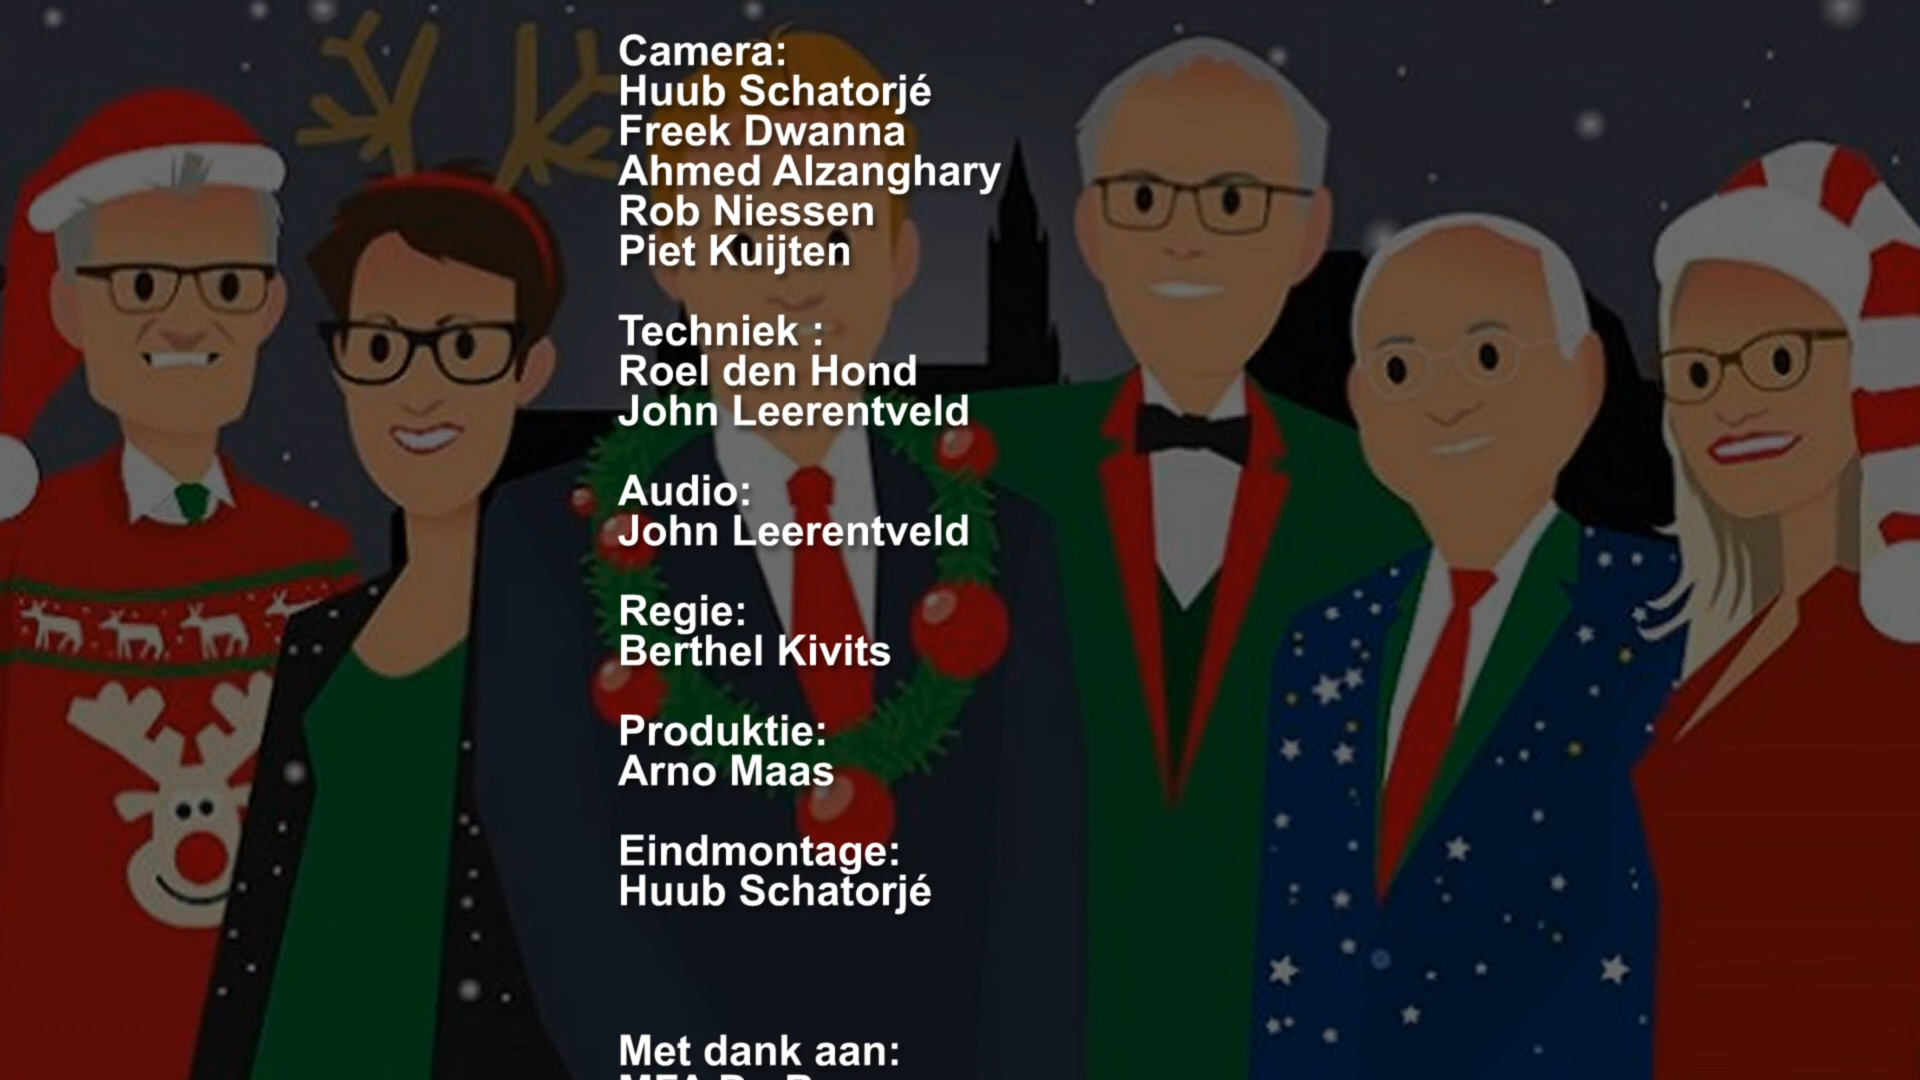 Camera:
Huub Schatorjé
Freek Dwanna
Ahmed Alzanghary
Rob Niessen
Piet Kuijten
Techniek :
Roel den Hond
John Leerentveld
Audio:
John Leerentveld
Regie:
Berthel Kivits
Produktie:
Arno Maas
Eindmontage:
Huub Schatorjé
Met dank aan: